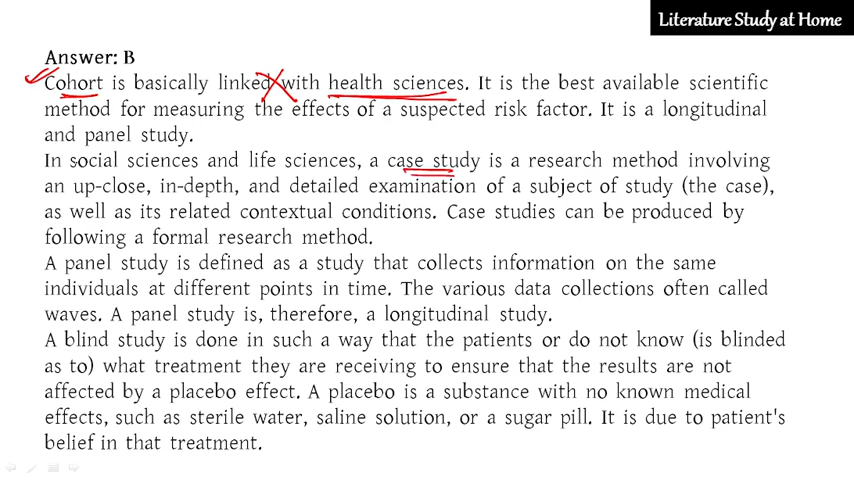 Literature Study at Home
Answer: B
Cohort is basically linked with health sciences. It is the best available scientific
method for measuring the effects of a suspected risk factor. It is a longitudinal
and panel study.
In social sciences and life sciences, a case study is a research method involving
an up-close, in-depth, and detailed examination of a subject of study (the case),
as well as its related contextual conditions. Case studies can be produced by
following a formal research method.
A panel study is defined as a study that collects information on the same
individuals at different points in time. The various data collections often called
waves. A panel study is, therefore, a longitudinal study.
A blind study is done in such a way that the patients or do not know (is blinded
as to) what treatment they are receiving to ensure that the results are not
affected by a placebo effect. A placebo is a substance with no known medical
effects, such as sterile water, saline solution, or a sugar pill. It is due to patient's
belief in that treatment.